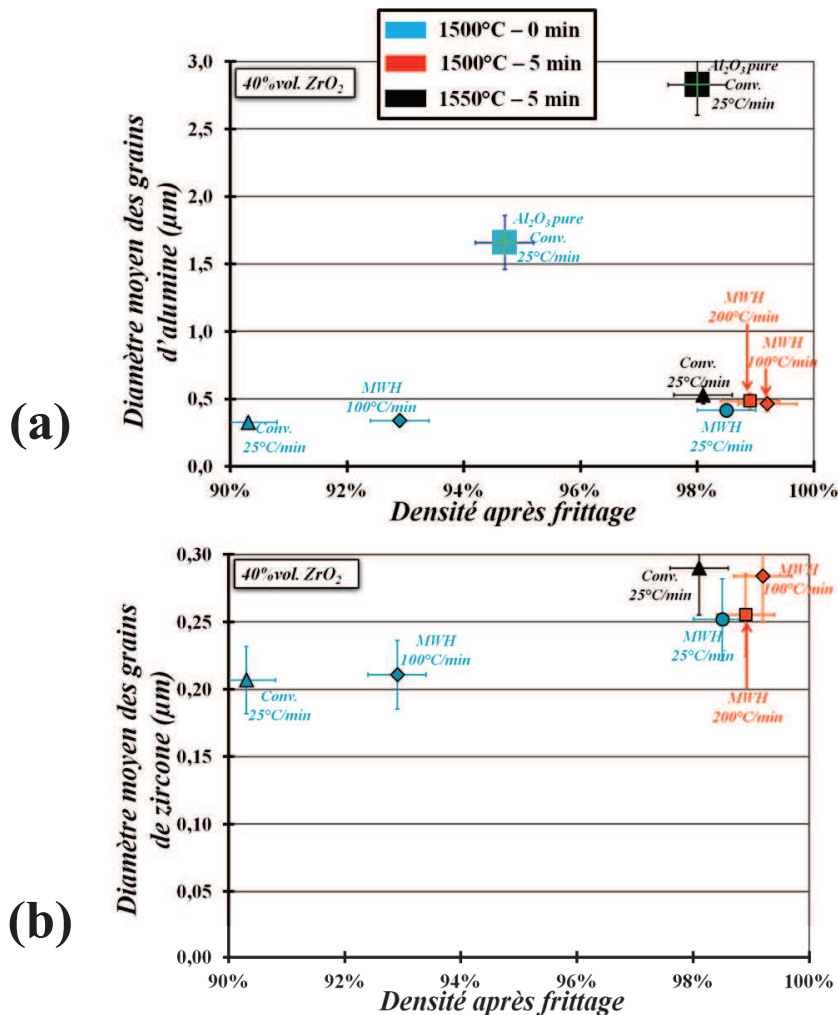 1500°C – 0 min
1500°C – 5 min
1550°C – 5 min
(a)
Diamètre moyen des grains
d'alumine (µm)
3,0
2,5
2,0
1,5
1,0
0,5
0,0
40%vol. ZrO₂
Al₂O₃ pure
Conv.
25°C/min
Al₂O₃ pure
Conv.
25°C/min
MWH
200°C/min
MWH
100°C/min
Conv.
25°C/min
MWH
100°C/min
MWH
25°C/min
Conv.
25°C/min
90%
92%
94%
96%
98%
100%
Densité après frittage
(b)
Diamètre moyen des grains
de zircone (µm)
0,30
0,25
0,20
0,15
0,10
0,05
0,00
40%vol. ZrO₂
Conv.
25°C/min
MWH
100°C/min
MWH
25°C/min
MWH
100°C/min
Conv.
25°C/min
MWH
200°C/min
90%
92%
94%
96%
98%
100%
Densité après frittage